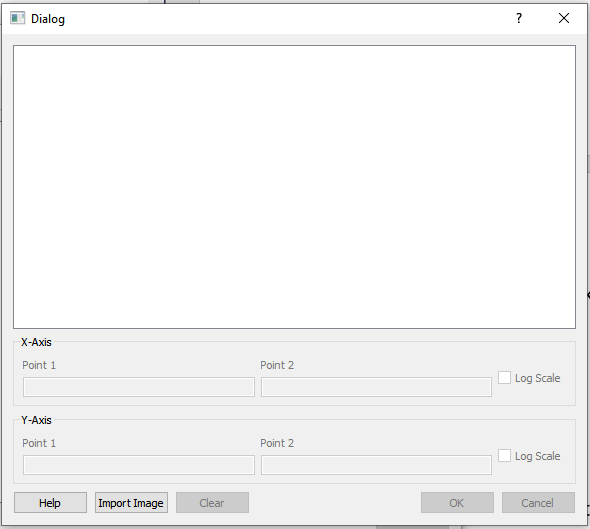 Dialog
?
X-Axis
Point 1
Point 2
Log Scale
Y-Axis
Point 1
Point 2
Log Scale
Help
Import Image
Clear
OK
Cancel